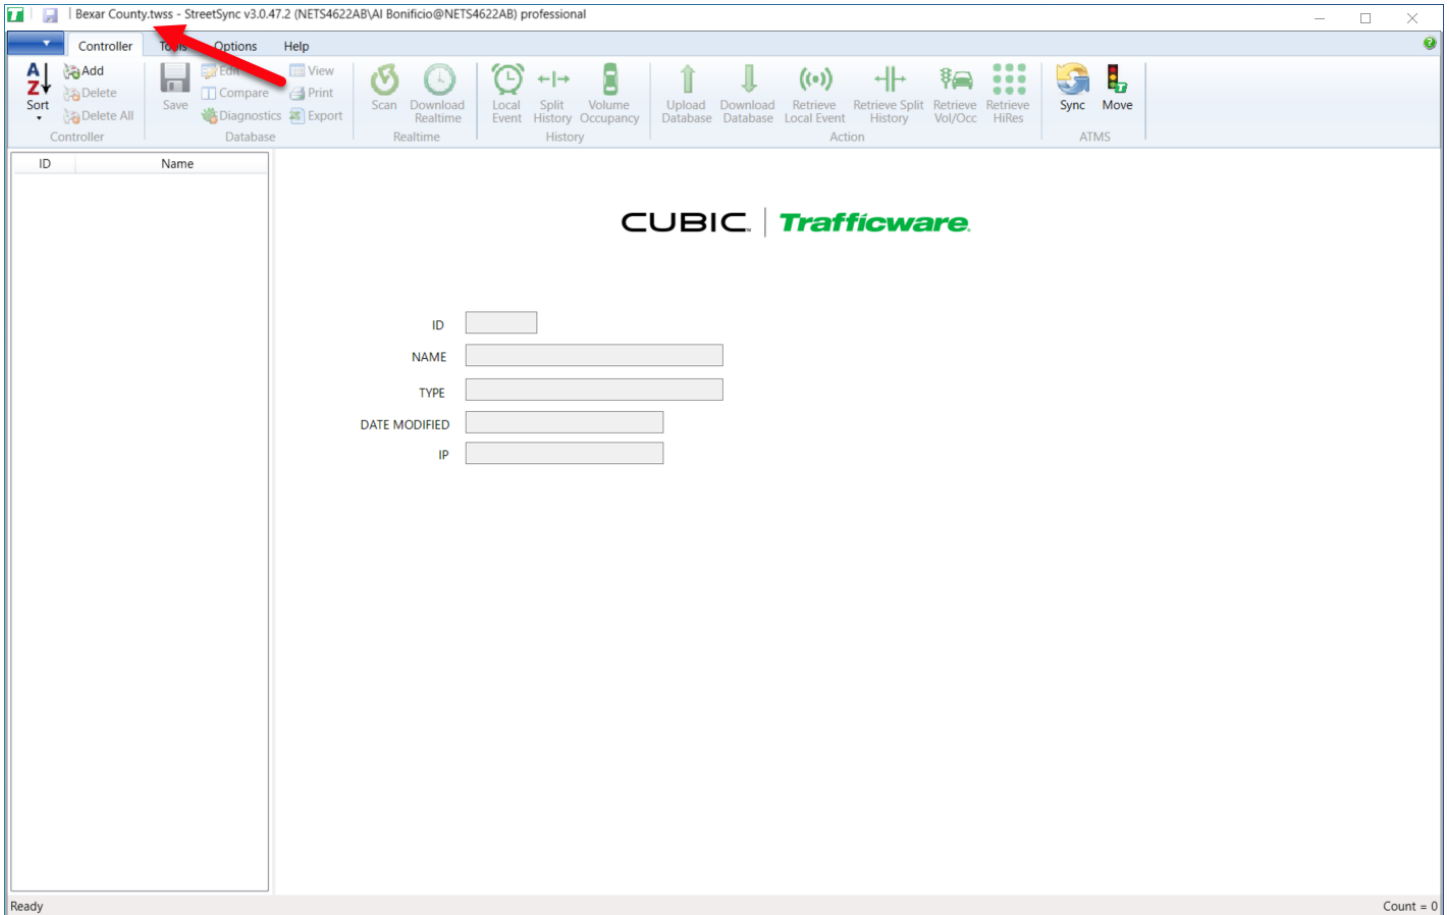 Bexar County.twss - StreetSync v3.0.47.2 (NETS4622AB\Al Bonificio@NETS4622AB) professional
Controller Tools Options Help
A Z
Sort
Add
Delete
Delete All
Controller
Save
Edit
Compare
Diagnostics
View
Print
Export
Database
Scan
Download Realtime
Realtime
Local Event
Split History
Volume Occupancy
History
Upload Database
Download Database
Retrieve Local Event
Retrieve Split History
Retrieve Vol/Occ
Retrieve HiRes
Action
Sync
Move
ATMS
ID Name
CUBIC™ Trafficware®
ID
NAME
TYPE
DATE MODIFIED
IP
Ready Count = 0